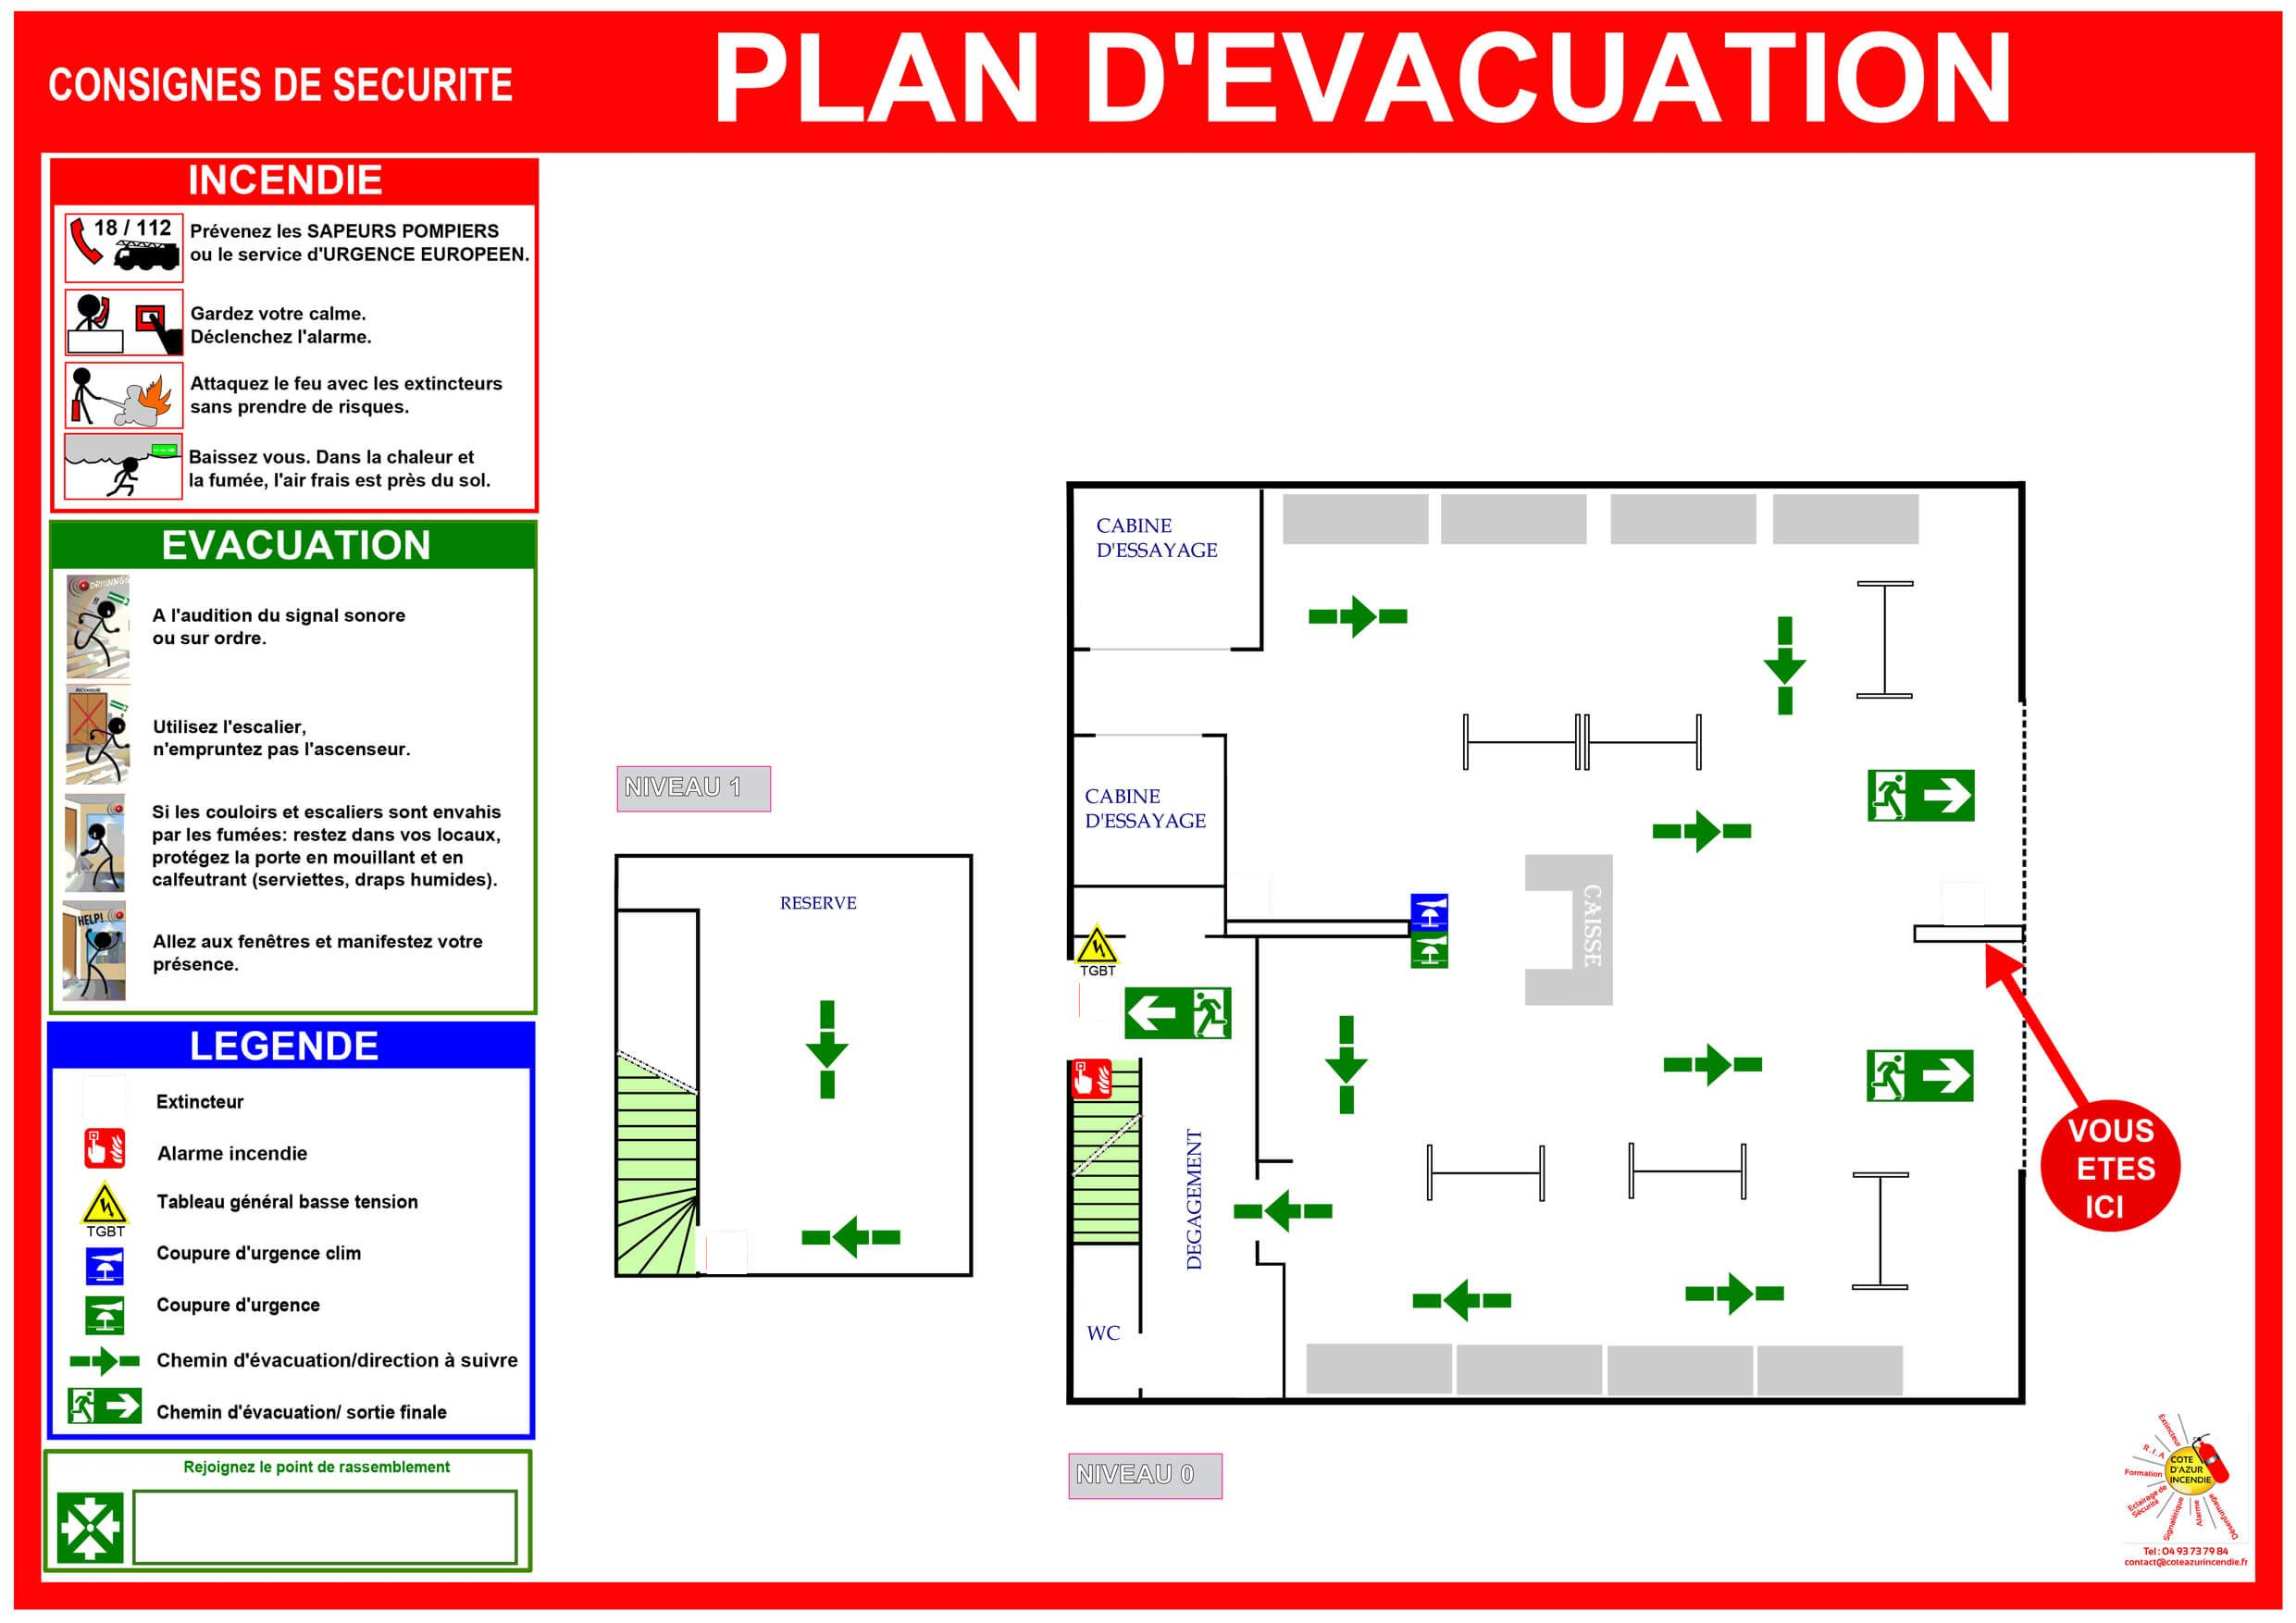 CONSIGNES DE SECURITE
PLAN D'EVACUATION
INCENDIE
18 / 112
Prévenez les SAPEURS POMPIERS
ou le service d'URGENCE EUROPEEN.
Gardez votre calme.
Déclenchez l'alarme.
Attaquez le feu avec les extincteurs
sans prendre de risques.
Baissez vous. Dans la chaleur et
la fumée, l'air frais est près du sol.
EVACUATION
A l'audition du signal sonore
ou sur ordre.
ASCENSEUR
Utilisez l'escalier,
n'empruntez pas l'ascenseur.
Si les couloirs et escaliers sont envahis
par les fumées: restez dans vos locaux,
protégez la porte en mouillant et en
calfeutrant (serviettes, draps humides).
HELP!
Allez aux fenêtres et manifestez votre
présence.
LEGENDE
Extincteur
Alarme incendie
Tableau général basse tension
TGBT
Coupure d'urgence clim
Coupure d'urgence
Chemin d'évacuation/direction à suivre
Chemin d'évacuation/ sortie finale
Rejoignez le point de rassemblement
NIVEAU 1
RESERVE
CABINE
D'ESSAYAGE
CABINE
D'ESSAYAGE
TGBT
CAISSE
DEGAGEMENT
WC
NIVEAU 0
VOUS
ETES
ICI
Extincteur
R.I.A
Formation
Eclairage de
Sécurité
Signalétique
Alarme
Désenfumage
COTE
D'AZUR
INCENDIE
Tel : 04 93 73 79 84
contact@coteazurincendie.fr